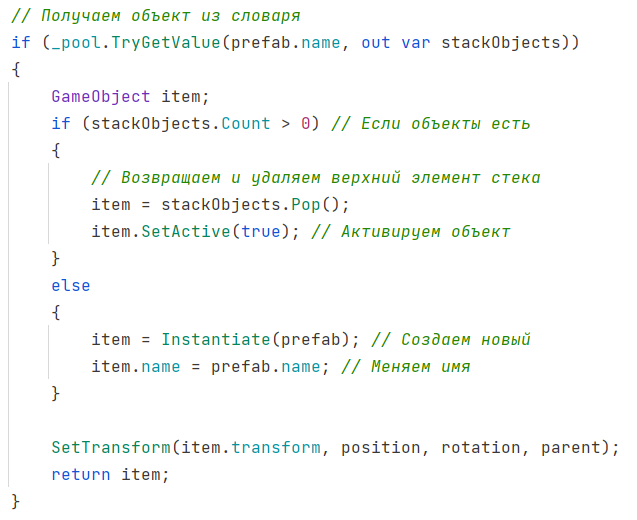 // Получаем объект из словаря
if (_pool.TryGetValue(prefab.name, out var stackObjects))
{
    GameObject item;
    if (stackObjects.Count > 0) // Если объекты есть
    {
        // Возвращаем и удаляем верхний элемент стека
        item = stackObjects.Pop();
        item.SetActive(true); // Активируем объект
    }
    else
    {
        item = Instantiate(prefab); // Создаем новый
        item.name = prefab.name; // Меняем имя
    }

    SetTransform(item.transform, position, rotation, parent);
    return item;
}